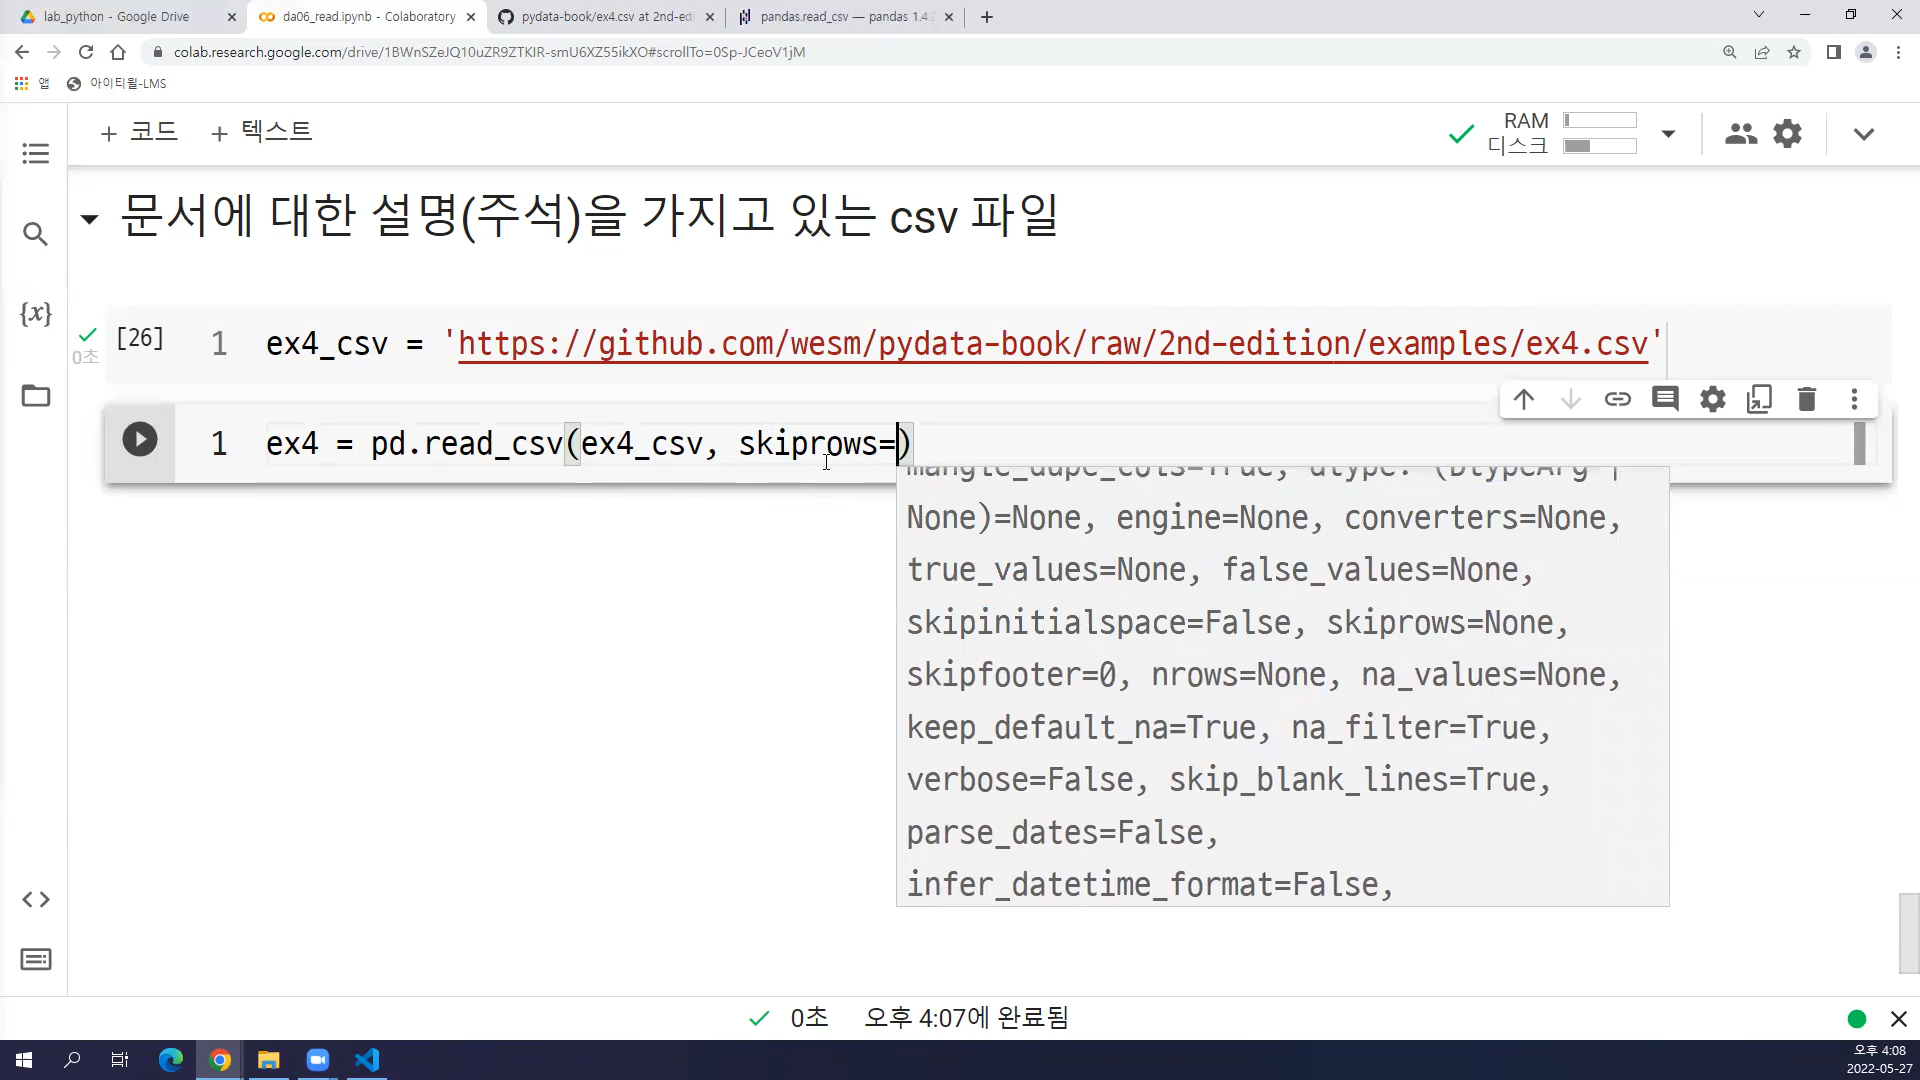 lab_python - Google Drive
da06_read.ipynb - Colaboratory
pydata-book/ex4.csv at 2nd-edi
pandas.read_csv — pandas 1.4.
colab.research.google.com/drive/1BWnSZeJQ10uZR9ZTKIR-smU6XZ55ikXO#scrollTo=0Sp-JCeoV1jM
앱 아이티윌-LMS
+ 코드 + 텍스트
RAM
디스크
문서에 대한 설명(주석)을 가지고 있는 csv 파일
{x}
[26]
0초
1 ex4_csv = 'https://github.com/wesm/pydata-book/raw/2nd-edition/examples/ex4.csv'
1 ex4 = pd.read_csv(ex4_csv, skiprows=)
mangle_dupe_cols=True, dtype: (DtypeArg |
None)=None, engine=None, converters=None,
true_values=None, false_values=None,
skipinitialspace=False, skiprows=None,
skipfooter=0, nrows=None, na_values=None,
keep_default_na=True, na_filter=True,
verbose=False, skip_blank_lines=True,
parse_dates=False,
infer_datetime_format=False,
0초 오후 4:07에 완료됨
오후 4:08
2022-05-27